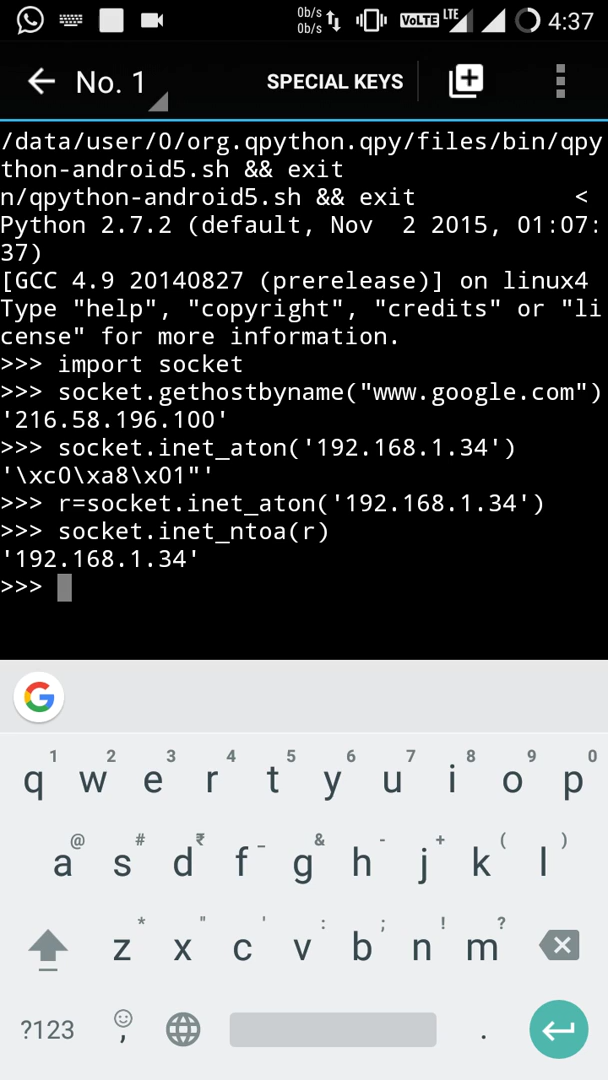 0b/s
0b/s
VoLTE LTE 4:37
No. 1 SPECIAL KEYS
/data/user/0/org.qpython.qpy/files/bin/qpy
thon-android5.sh && exit
n/qpython-android5.sh && exit <
Python 2.7.2 (default, Nov  2 2015, 01:07:
37)
[GCC 4.9 20140827 (prerelease)] on linux4
Type "help", "copyright", "credits" or "li
cense" for more information.
>>> import socket
>>> socket.gethostbyname("www.google.com")
'216.58.196.100'
>>> socket.inet_aton('192.168.1.34')
'\xc0\xa8\x01"'
>>> r=socket.inet_aton('192.168.1.34')
>>> socket.inet_ntoa(r)
'192.168.1.34'
>>>
G
1 2 3 4 5 6 7 8 9 0
q w e r t y u i o p
@ # ₹ _ & - + ( )
a s d f g h j k l
* " ' : ; ! ?
z x c v b n m
?123 , .